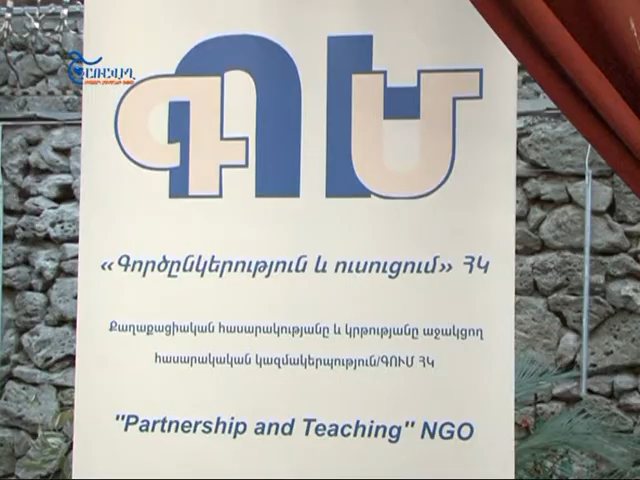 ԳՈՒՄ
«Գործընկերություն և ուսուցում» ՀԿ
Քաղաքացիական հասարակությանը և կրթությանը աջակցող
հասարակական կազմակերպություն/ԳՈՒՄ ՀԿ
"Partnership and Teaching" NGO